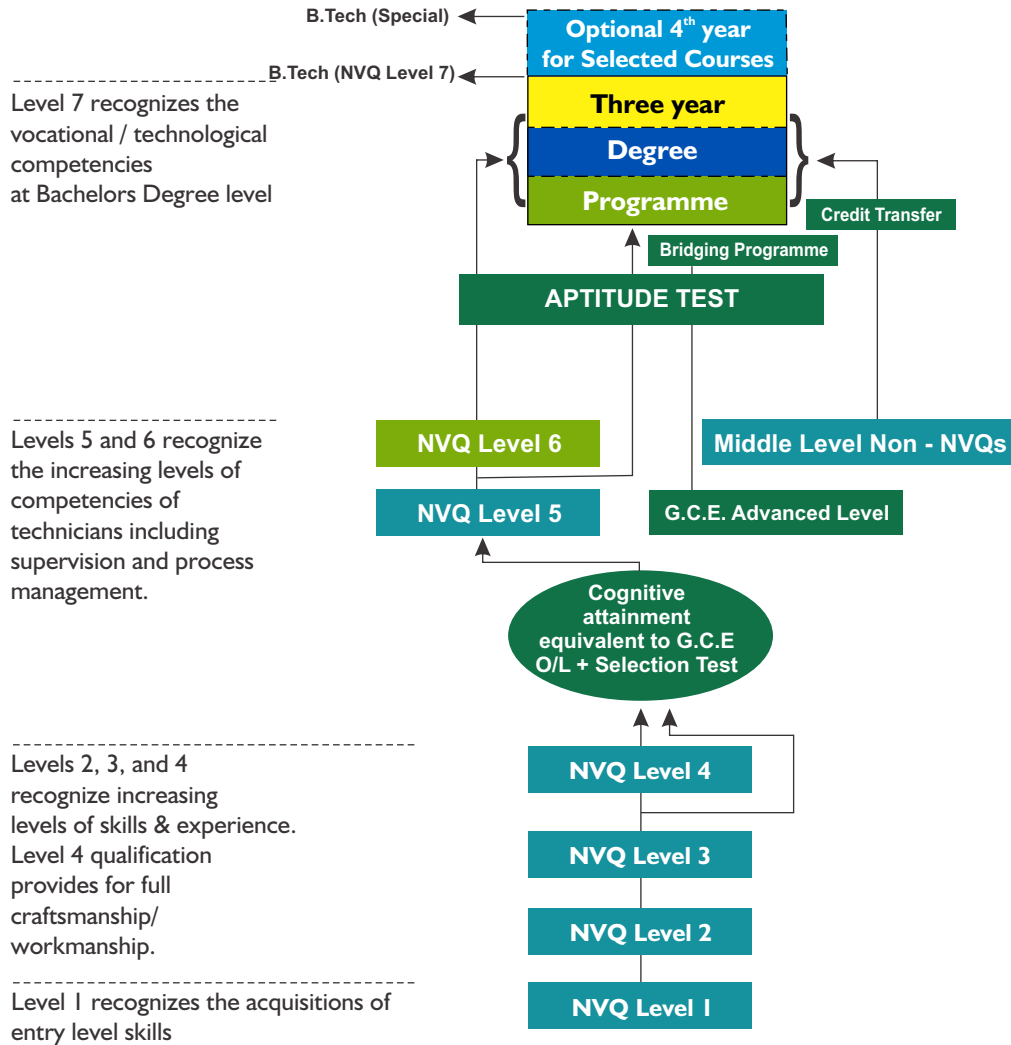 B.Tech (Special)
Optional 4th year
for Selected Courses
B.Tech (NVQ Level 7)
Level 7 recognizes the
vocational / technological
competencies
at Bachelors Degree level
Three year
Degree
Programme
Credit Transfer
Bridging Programme
APTITUDE TEST
Levels 5 and 6 recognize
the increasing levels of
competencies of
technicians including
supervision and process
management.
NVQ Level 6
Middle Level Non - NVQs
NVQ Level 5
G.C.E. Advanced Level
Cognitive
attainment
equivalent to G.C.E
O/L + Selection Test
Levels 2, 3, and 4
recognize increasing
levels of skills & experience.
Level 4 qualification
provides for full
craftsmanship/
workmanship.
NVQ Level 4
NVQ Level 3
NVQ Level 2
Level 1 recognizes the acquisitions of
entry level skills
NVQ Level 1